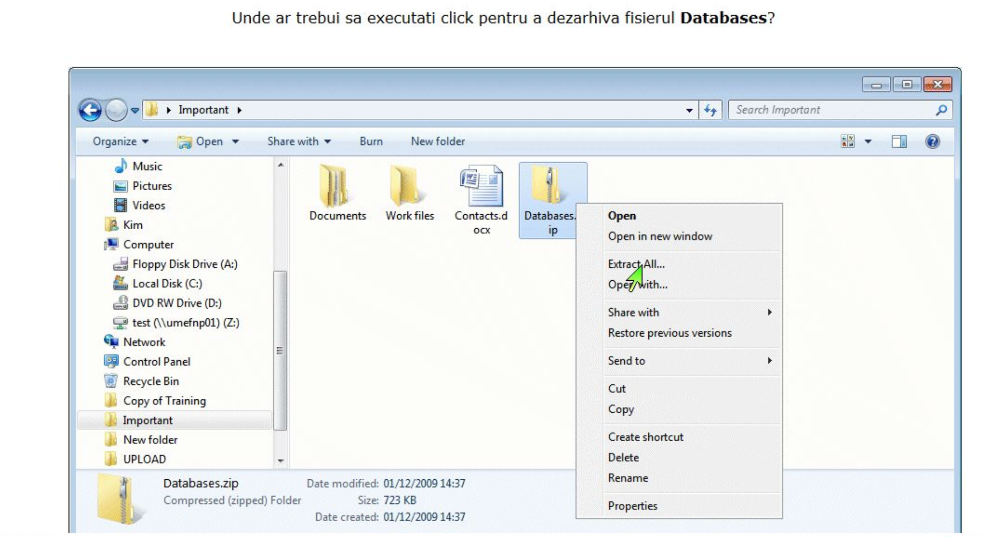 Unde ar trebui sa executati click pentru a dezarhiva fisierul Databases?
Important
Search Important
Organize
Open
Share with
Burn
New folder
Music
Pictures
Videos
Kim
Computer
Floppy Disk Drive (A:)
Local Disk (C:)
DVD RW Drive (D:)
test (\\umefnp01) (Z:)
Network
Control Panel
Recycle Bin
Copy of Training
Important
New folder
UPLOAD
Documents
Work files
Contacts.d
ocx
Databases.
ip
Open
Open in new window
Extract All...
Open with...
Share with
Restore previous versions
Send to
Cut
Copy
Create shortcut
Delete
Rename
Properties
Databases.zip
Compressed (zipped) Folder
Date modified: 01/12/2009 14:37
Size: 723 KB
Date created: 01/12/2009 14:37